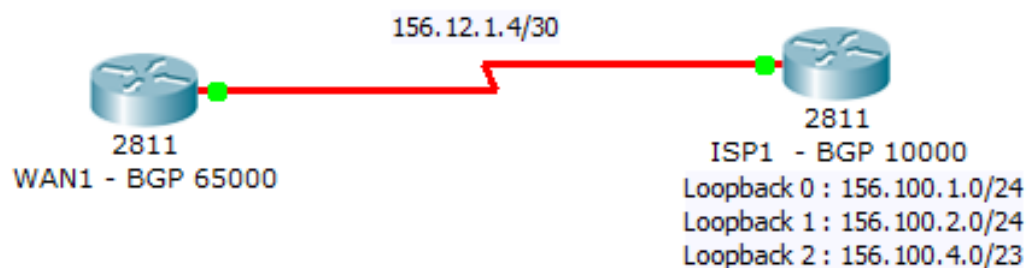 156.12.1.4/30
2811
WAN1 - BGP 65000
2811
ISP1 - BGP 10000
Loopback 0 : 156.100.1.0/24
Loopback 1 : 156.100.2.0/24
Loopback 2 : 156.100.4.0/23